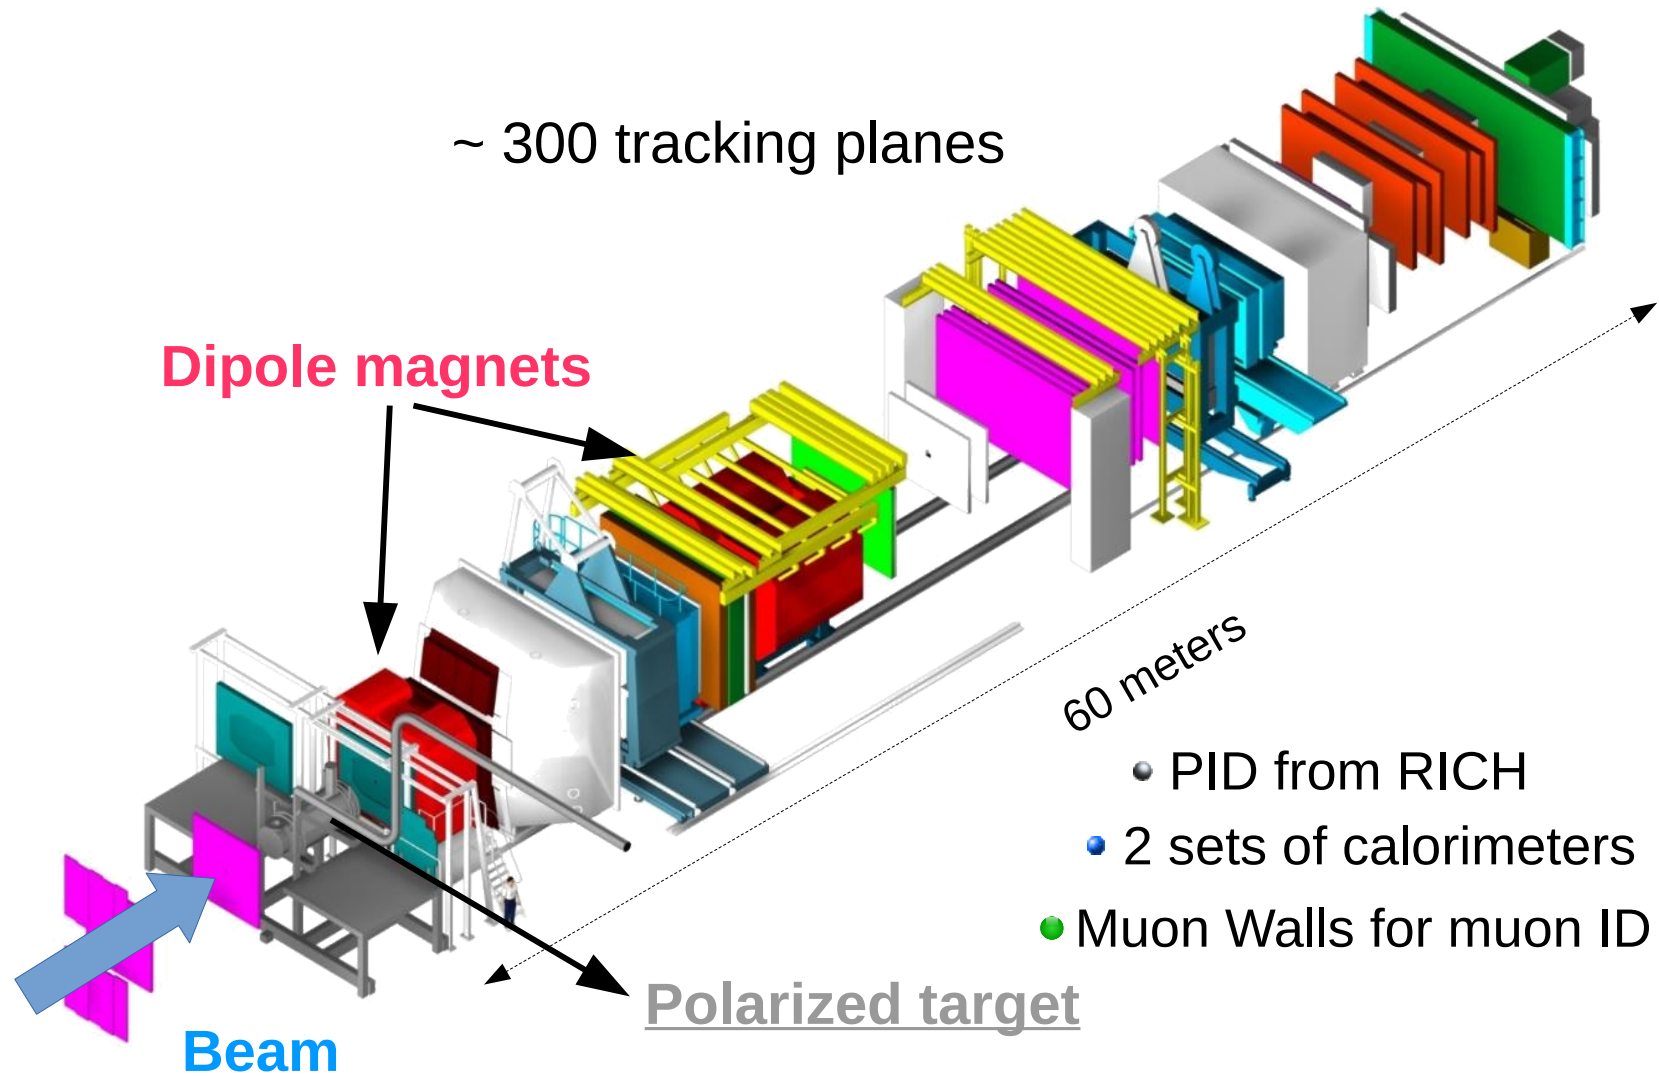 ~ 300 tracking planes
Dipole magnets
60 meters
PID from RICH
2 sets of calorimeters
Muon Walls for muon ID
Polarized target
Beam